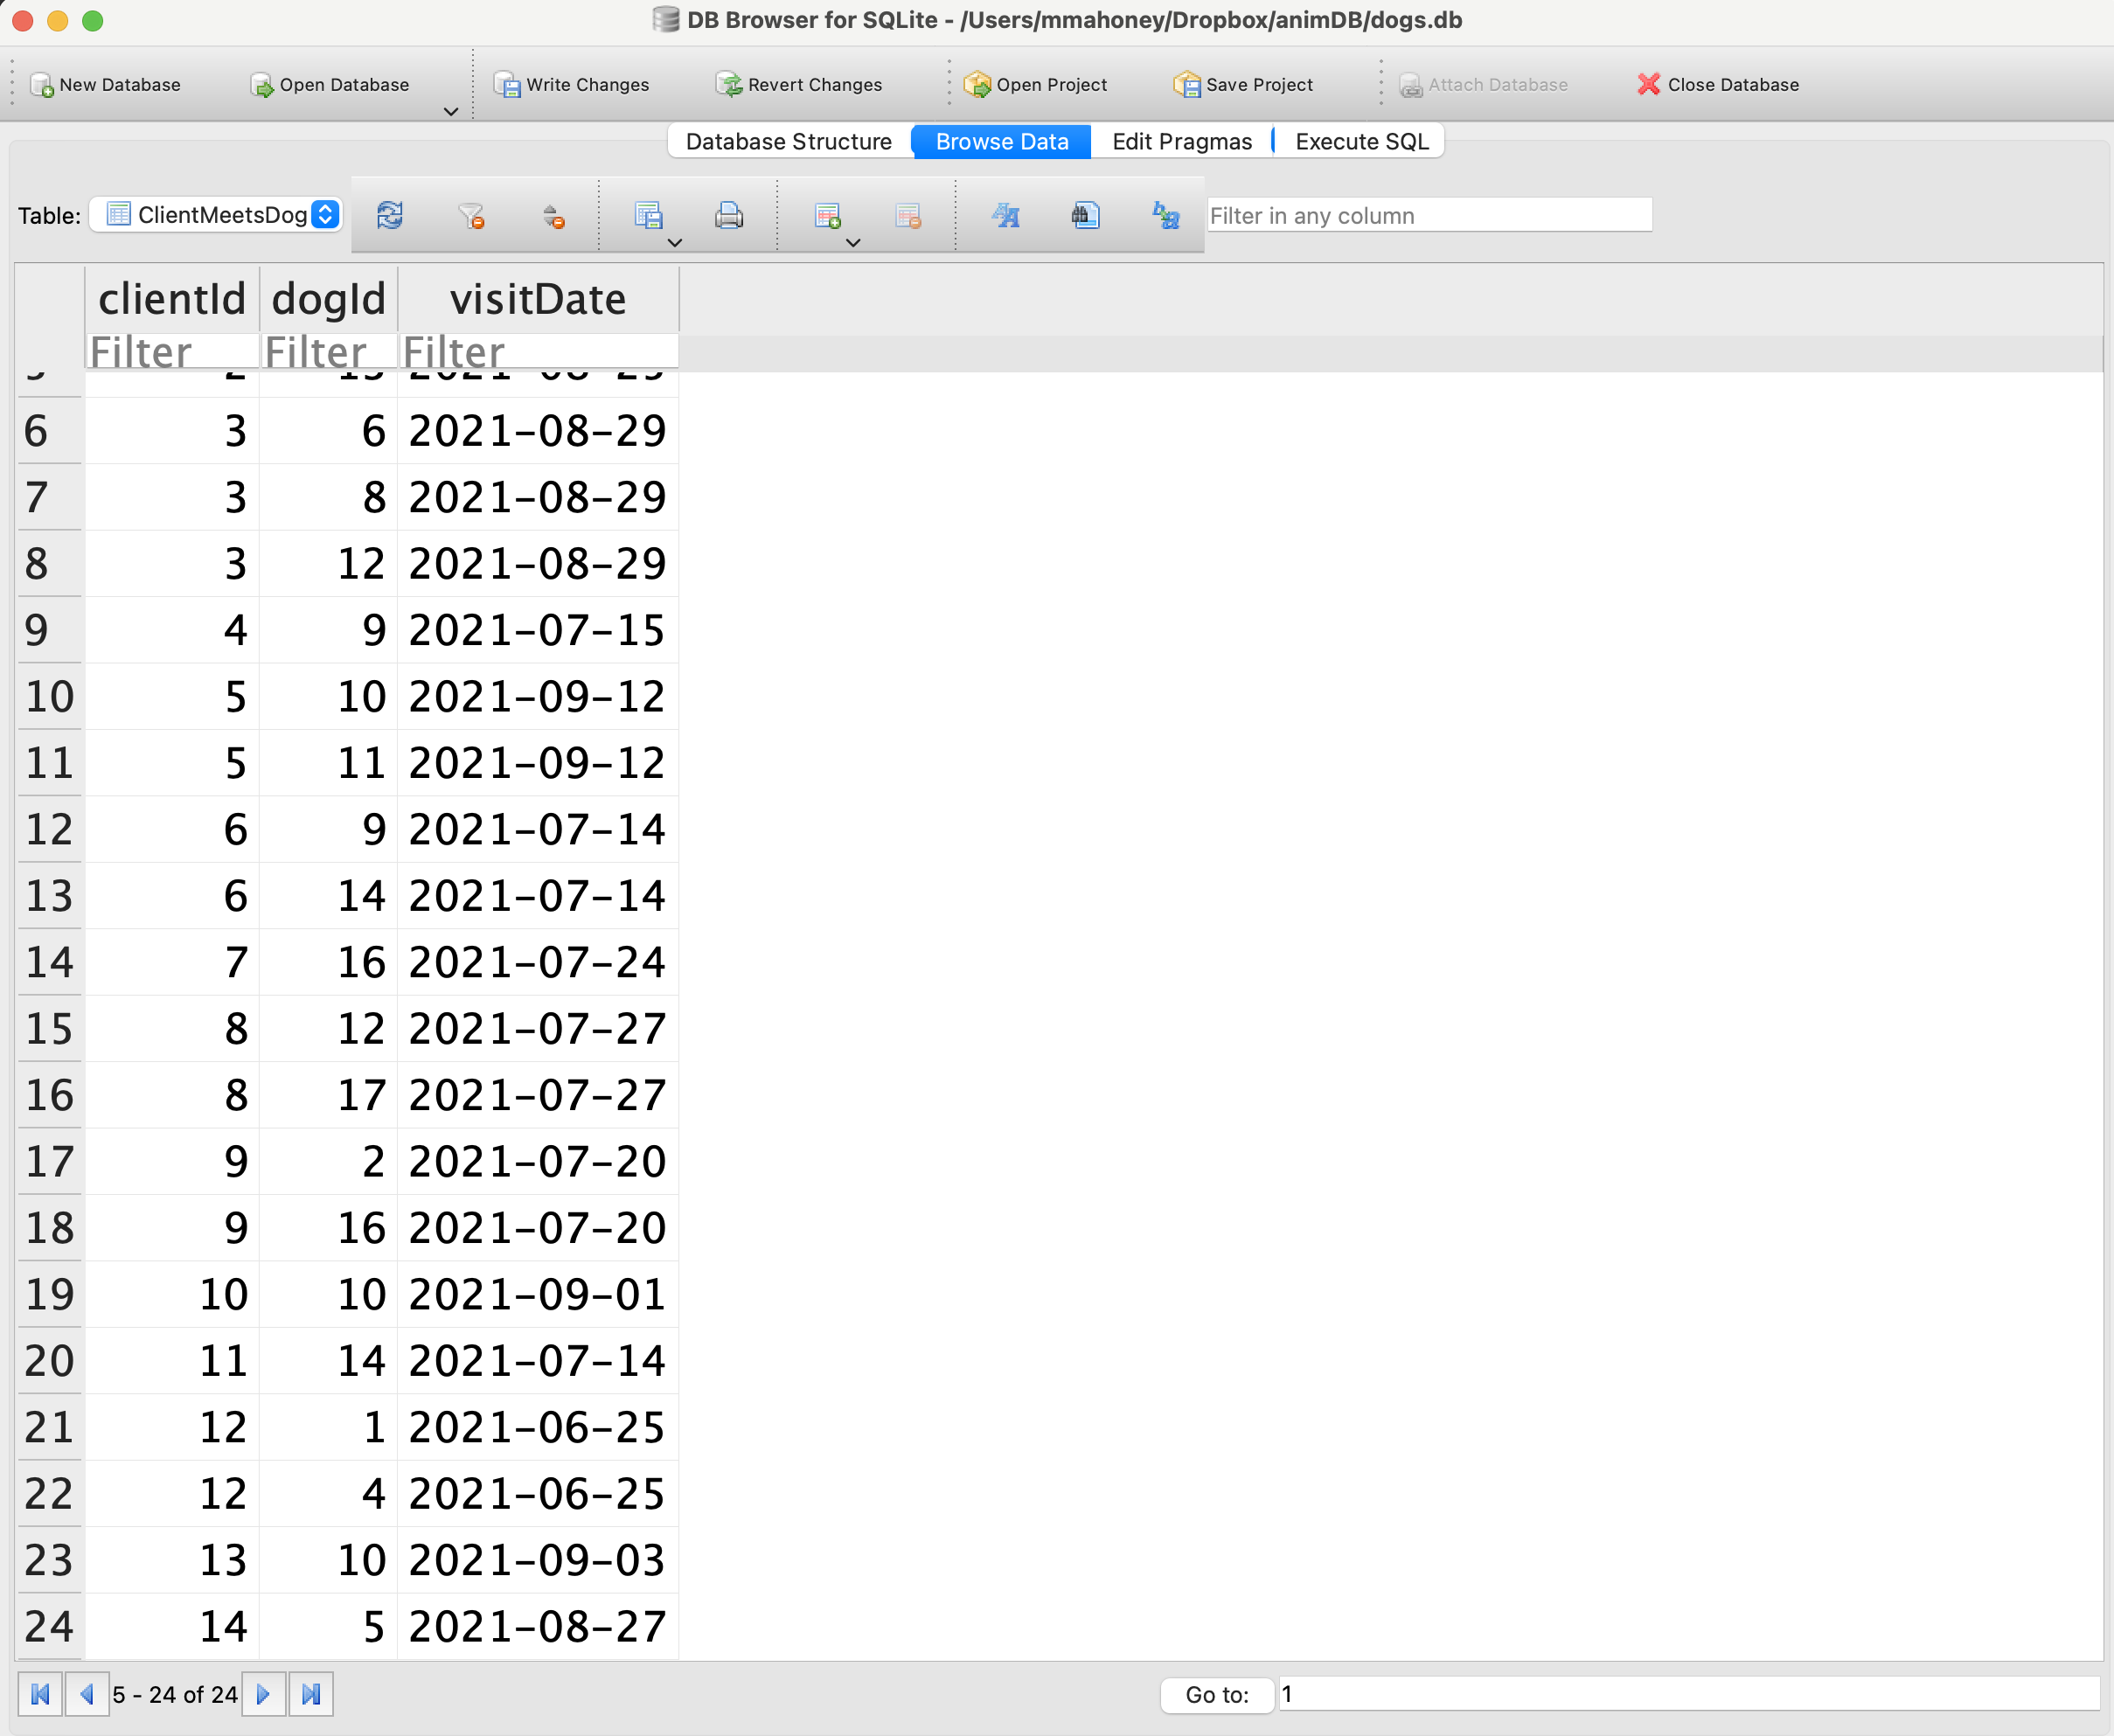 DB Browser for SQLite - /Users/mmahoney/Dropbox/animDB/dogs.db
New Database Open Database Write Changes Revert Changes Open Project Save Project Attach Database Close Database
Database Structure Browse Data Edit Pragmas Execute SQL
Table: ClientMeetsDog Filter in any column
clientId dogId visitDate
Filter Filter Filter
6 3 6 2021-08-29
7 3 8 2021-08-29
8 3 12 2021-08-29
9 4 9 2021-07-15
10 5 10 2021-09-12
11 5 11 2021-09-12
12 6 9 2021-07-14
13 6 14 2021-07-14
14 7 16 2021-07-24
15 8 12 2021-07-27
16 8 17 2021-07-27
17 9 2 2021-07-20
18 9 16 2021-07-20
19 10 10 2021-09-01
20 11 14 2021-07-14
21 12 1 2021-06-25
22 12 4 2021-06-25
23 13 10 2021-09-03
24 14 5 2021-08-27
5 - 24 of 24 Go to: 1